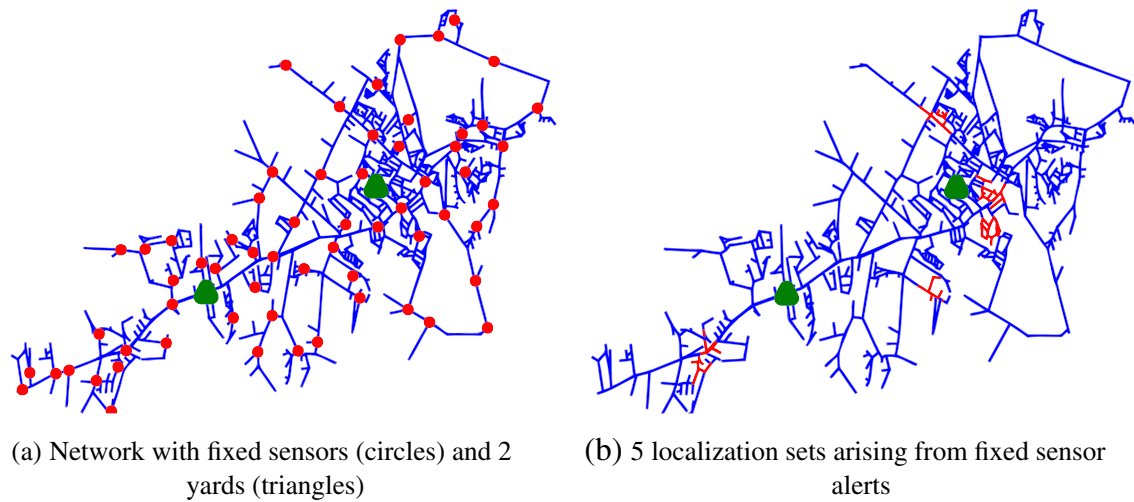 (a) Network with fixed sensors (circles) and 2
yards (triangles)
(b) 5 localization sets arising from fixed sensor
alerts